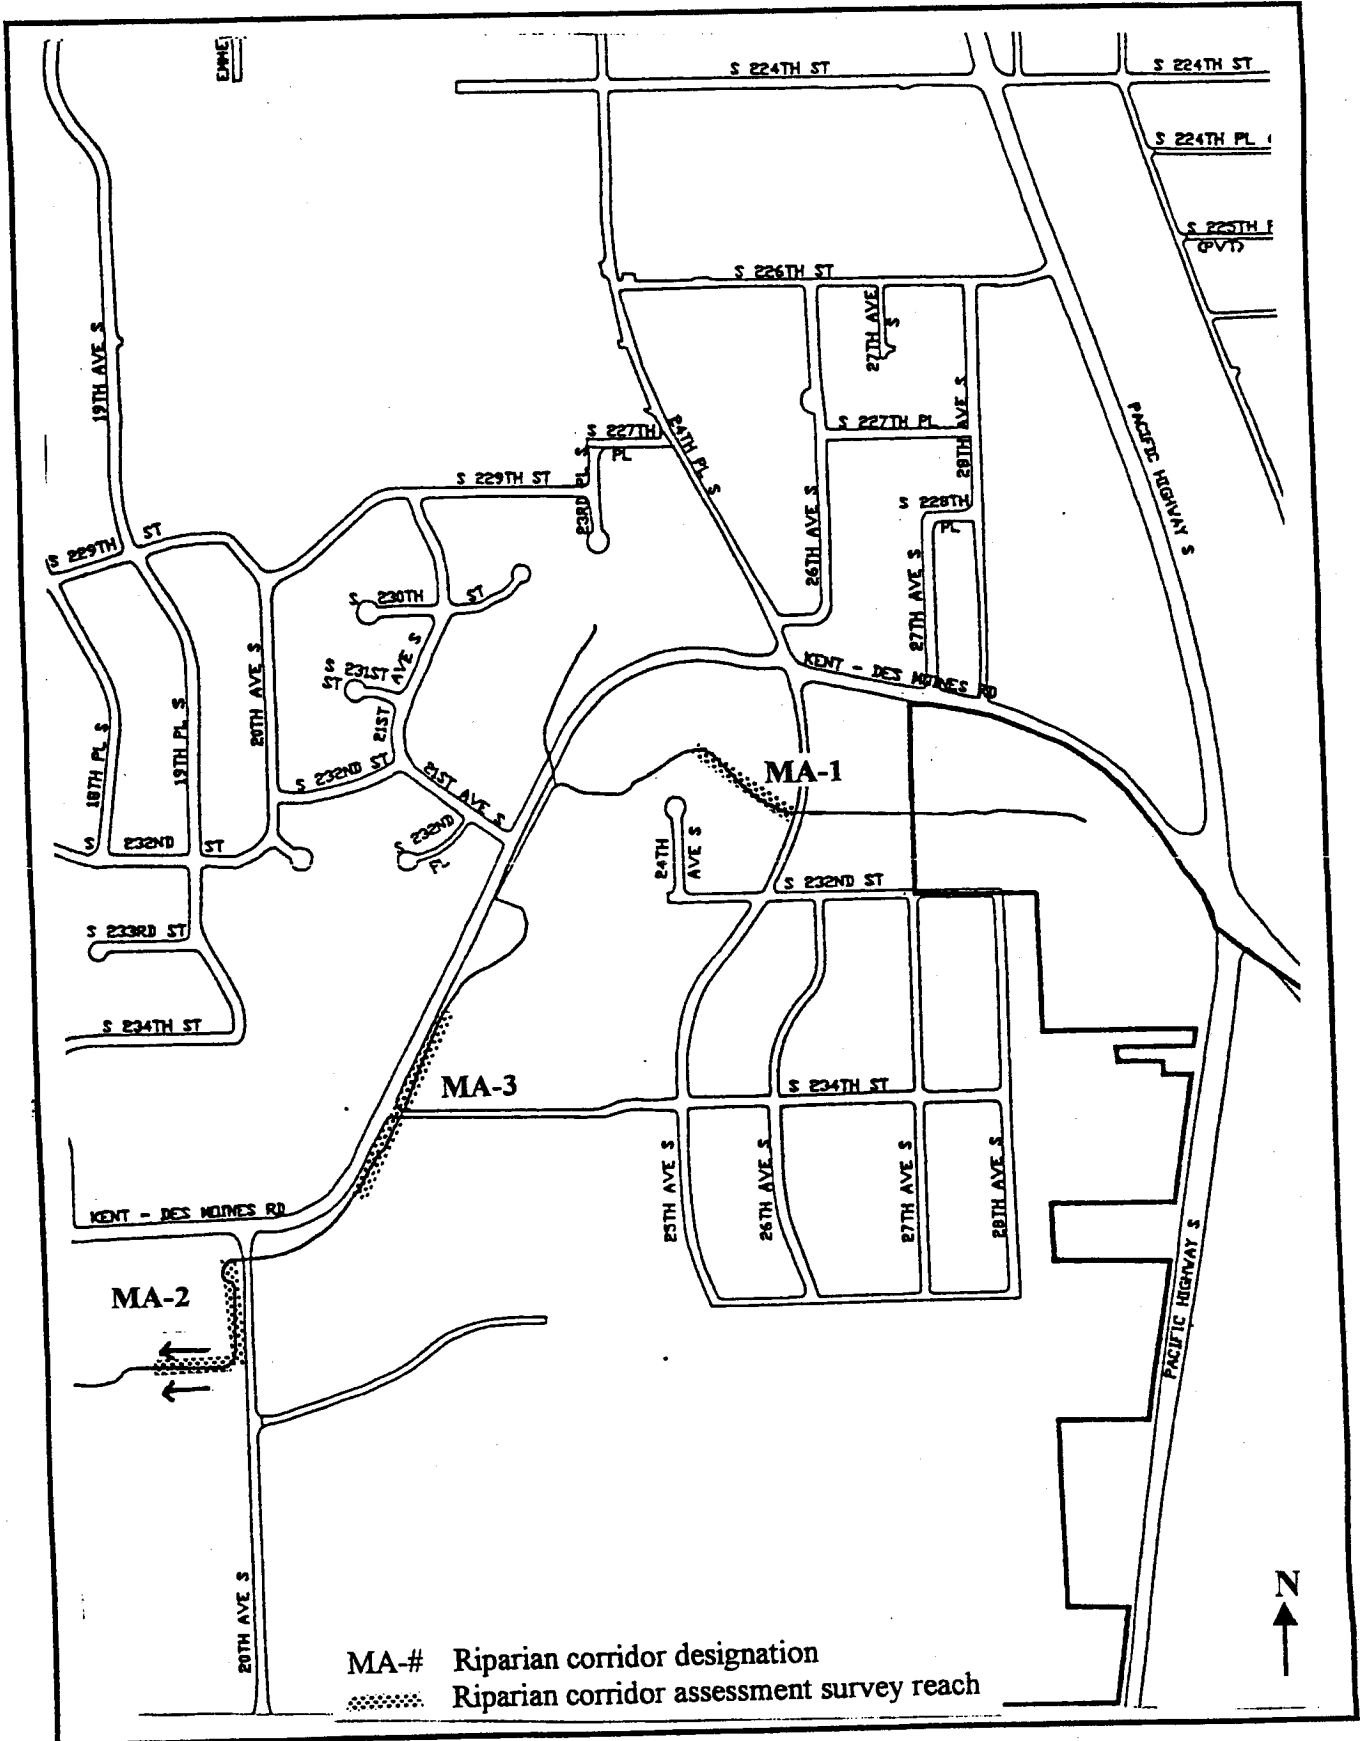 EMME
S 224TH ST
S 224TH ST
S 224TH PL
S 225TH P
(PVT)
S 226TH ST
27TH AVE
S
19TH AVE S
28TH AVE S
PACIFIC HIGHWAY S
S 227TH
PL
24TH PL S
S 227TH PL
S 229TH ST
23RD PL S
26TH AVE S
S 228TH
PL
27TH AVE S
S 229TH ST
S 230TH ST
S 231ST
ST
21ST AVE S
20TH AVE S
KENT - DES MOINES RD
18TH PL S
19TH PL S
S 232ND ST
21ST AVE S
MA-1
S 232ND
S 232ND ST
24TH
AVE S
S 232ND ST
S 233RD ST
S 234TH ST
MA-3
S 234TH ST
25TH AVE S
26TH AVE S
27TH AVE S
28TH AVE S
KENT - DES MOINES RD
PACIFIC HIGHWAY S
MA-2
20TH AVE S
N
MA-# Riparian corridor designation
Riparian corridor assessment survey reach